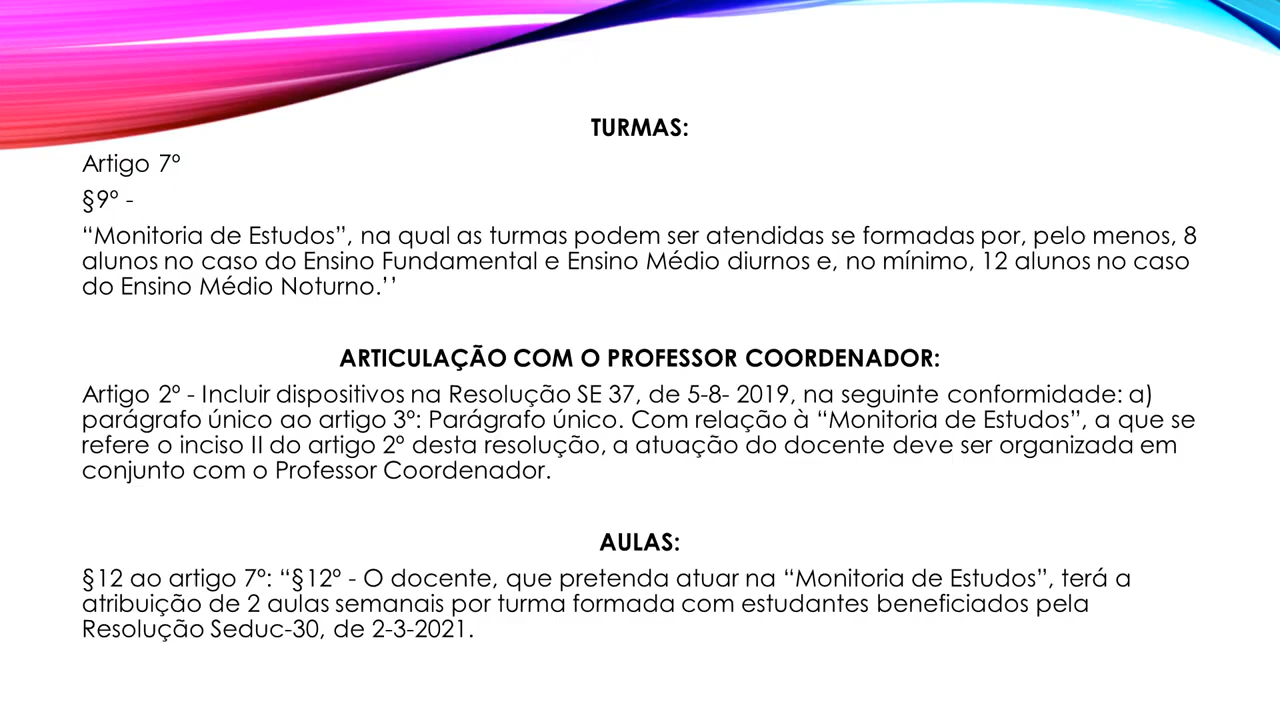 TURMAS:
Artigo 7º
§9º -
“Monitoria de Estudos”, na qual as turmas podem ser atendidas se formadas por, pelo menos, 8
alunos no caso do Ensino Fundamental e Ensino Médio diurnos e, no mínimo, 12 alunos no caso
do Ensino Médio Noturno.’’
ARTICULAÇÃO COM O PROFESSOR COORDENADOR:
Artigo 2º - Incluir dispositivos na Resolução SE 37, de 5-8- 2019, na seguinte conformidade: a)
parágrafo único ao artigo 3º: Parágrafo único. Com relação à “Monitoria de Estudos”, a que se
refere o inciso II do artigo 2º desta resolução, a atuação do docente deve ser organizada em
conjunto com o Professor Coordenador.
AULAS:
§12 ao artigo 7º: “§12º - O docente, que pretenda atuar na “Monitoria de Estudos”, terá a
atribuição de 2 aulas semanais por turma formada com estudantes beneficiados pela
Resolução Seduc-30, de 2-3-2021.